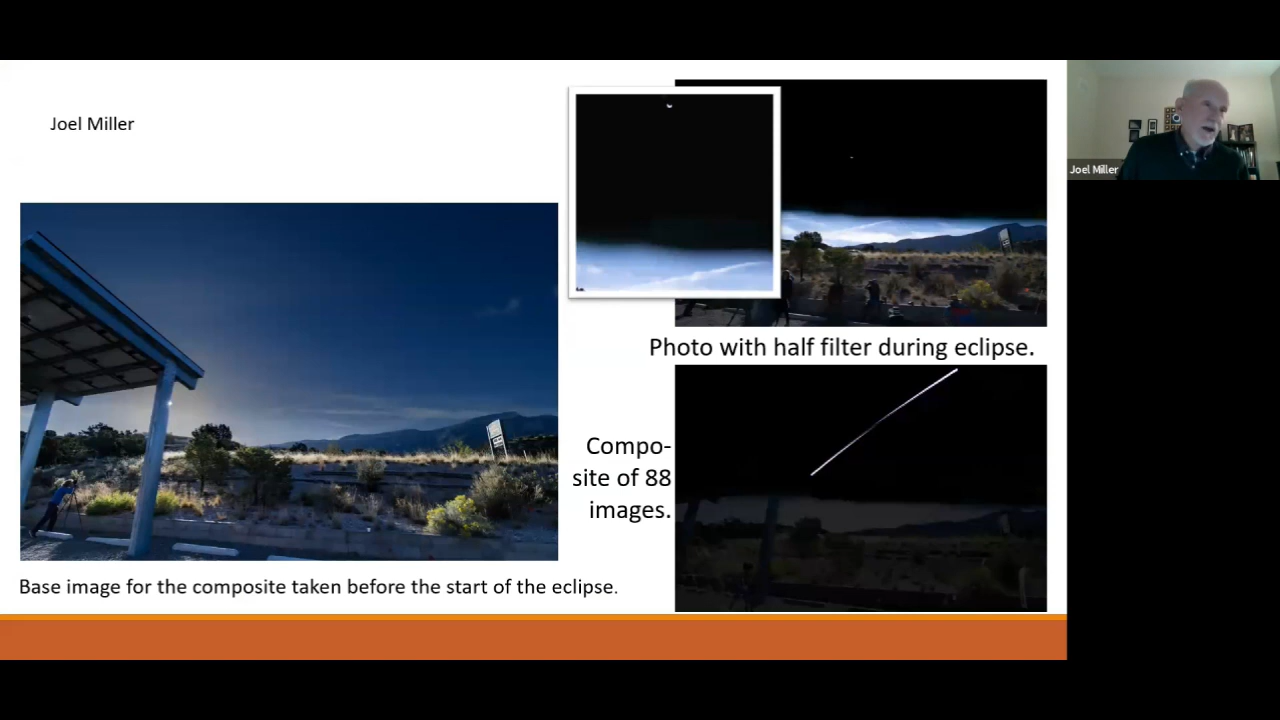 Joel Miller
Joel Miller
Photo with half filter during eclipse.
Compo-
site of 88
images.
Base image for the composite taken before the start of the eclipse.